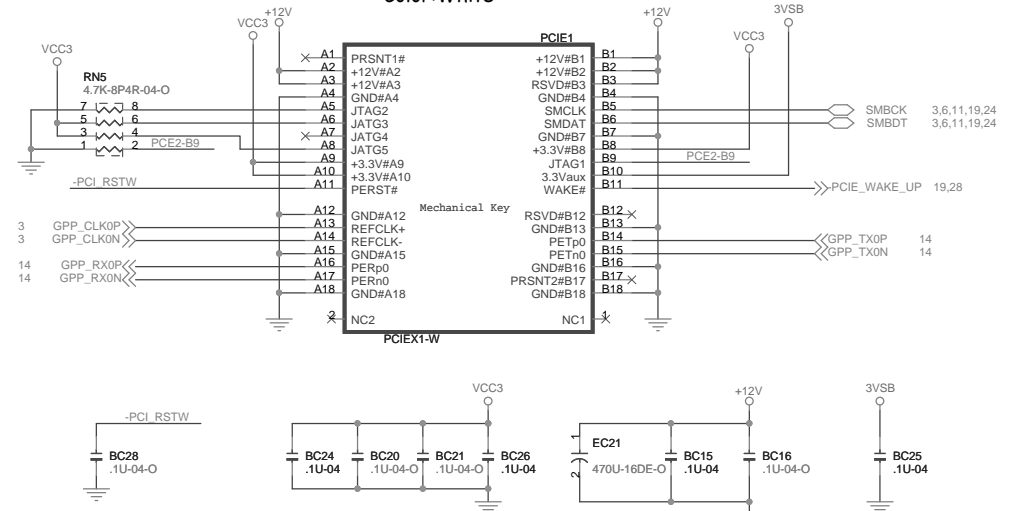 +12V
VCC3
PCIE1
+12V
3VSB
VCC3
VCC3
RN5
4.7K-8P4R-04-O
7 8
5 6
3 4
1 2 PCE2-B9
A1 PRSNT1# +12V#B1 B1
A2 +12V#A2 +12V#B2 B2
A3 +12V#A3 RSVD#B3 B3
A4 GND#A4 GND#B4 B4
A5 JTAG2 SMCLK B5 SMBCK 3,6,11,19,24
A6 JATG3 SMDAT B6 SMBDT 3,6,11,19,24
A7 JATG4 GND#B7 B7
A8 JATG5 +3.3V#B8 B8
A9 +3.3V#A9 JTAG1 B9 PCE2-B9
A10 +3.3V#A10 3.3Vaux B10
-PCI_RSTW A11 PERST# WAKE# B11 PCIE_WAKE_UP 19,28
Mechanical Key
A12 GND#A12 RSVD#B12 B12
3 GPP_CLK0P A13 REFCLK+ GND#B13 B13
3 GPP_CLK0N A14 REFCLK- PETp0 B14 GPP_TX0P 14
A15 GND#A15 PETn0 B15 GPP_TX0N 14
14 GPP_RX0P A16 PERp0 GND#B16 B16
14 GPP_RX0N A17 PERn0 PRSNT2#B17 B17
A18 GND#A18 GND#B18 B18
2 NC2 NC1 1
PCIEX1-W
-PCI_RSTW
BC28
.1U-04-O
VCC3
BC24
.1U-04
BC20
.1U-04-O
BC21
.1U-04-O
BC26
.1U-04
+12V
1
EC21
470U-16DE-O
2
BC15
.1U-04
BC16
.1U-04-O
3VSB
BC25
.1U-04